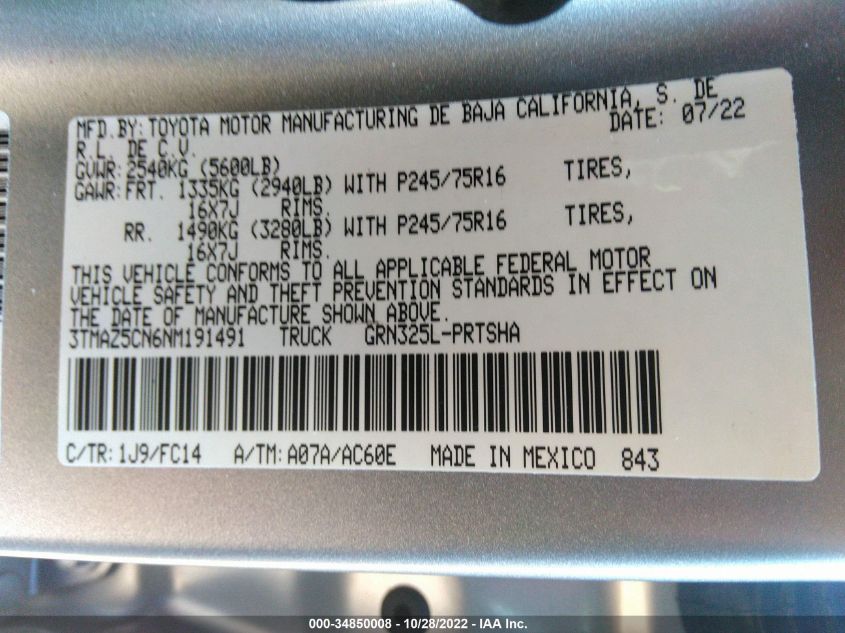 MFD.BY:TOYOTA MOTOR MANUFACTURING DE BAJA CALIFORNIA, S. DE
R.L. DE C.V. DATE: 07/22
GVWR:2540KG (5600LB)
GAWR:FRT. 1335KG (2940LB) WITH P245/75R16 TIRES,
16X7J RIMS.
RR. 1490KG (3280LB) WITH P245/75R16 TIRES,
16X7J RIMS.
THIS VEHICLE CONFORMS TO ALL APPLICABLE FEDERAL MOTOR
VEHICLE SAFETY AND THEFT PREVENTION STANDARDS IN EFFECT ON
THE DATE OF MANUFACTURE SHOWN ABOVE.
3TMAZ5CN6NM191491 TRUCK GRN325L-PRTSHA
C/TR:1J9/FC14 A/TM:A07A/AC60E MADE IN MEXICO 843
000-34850008 - 10/28/2022 - IAA Inc.